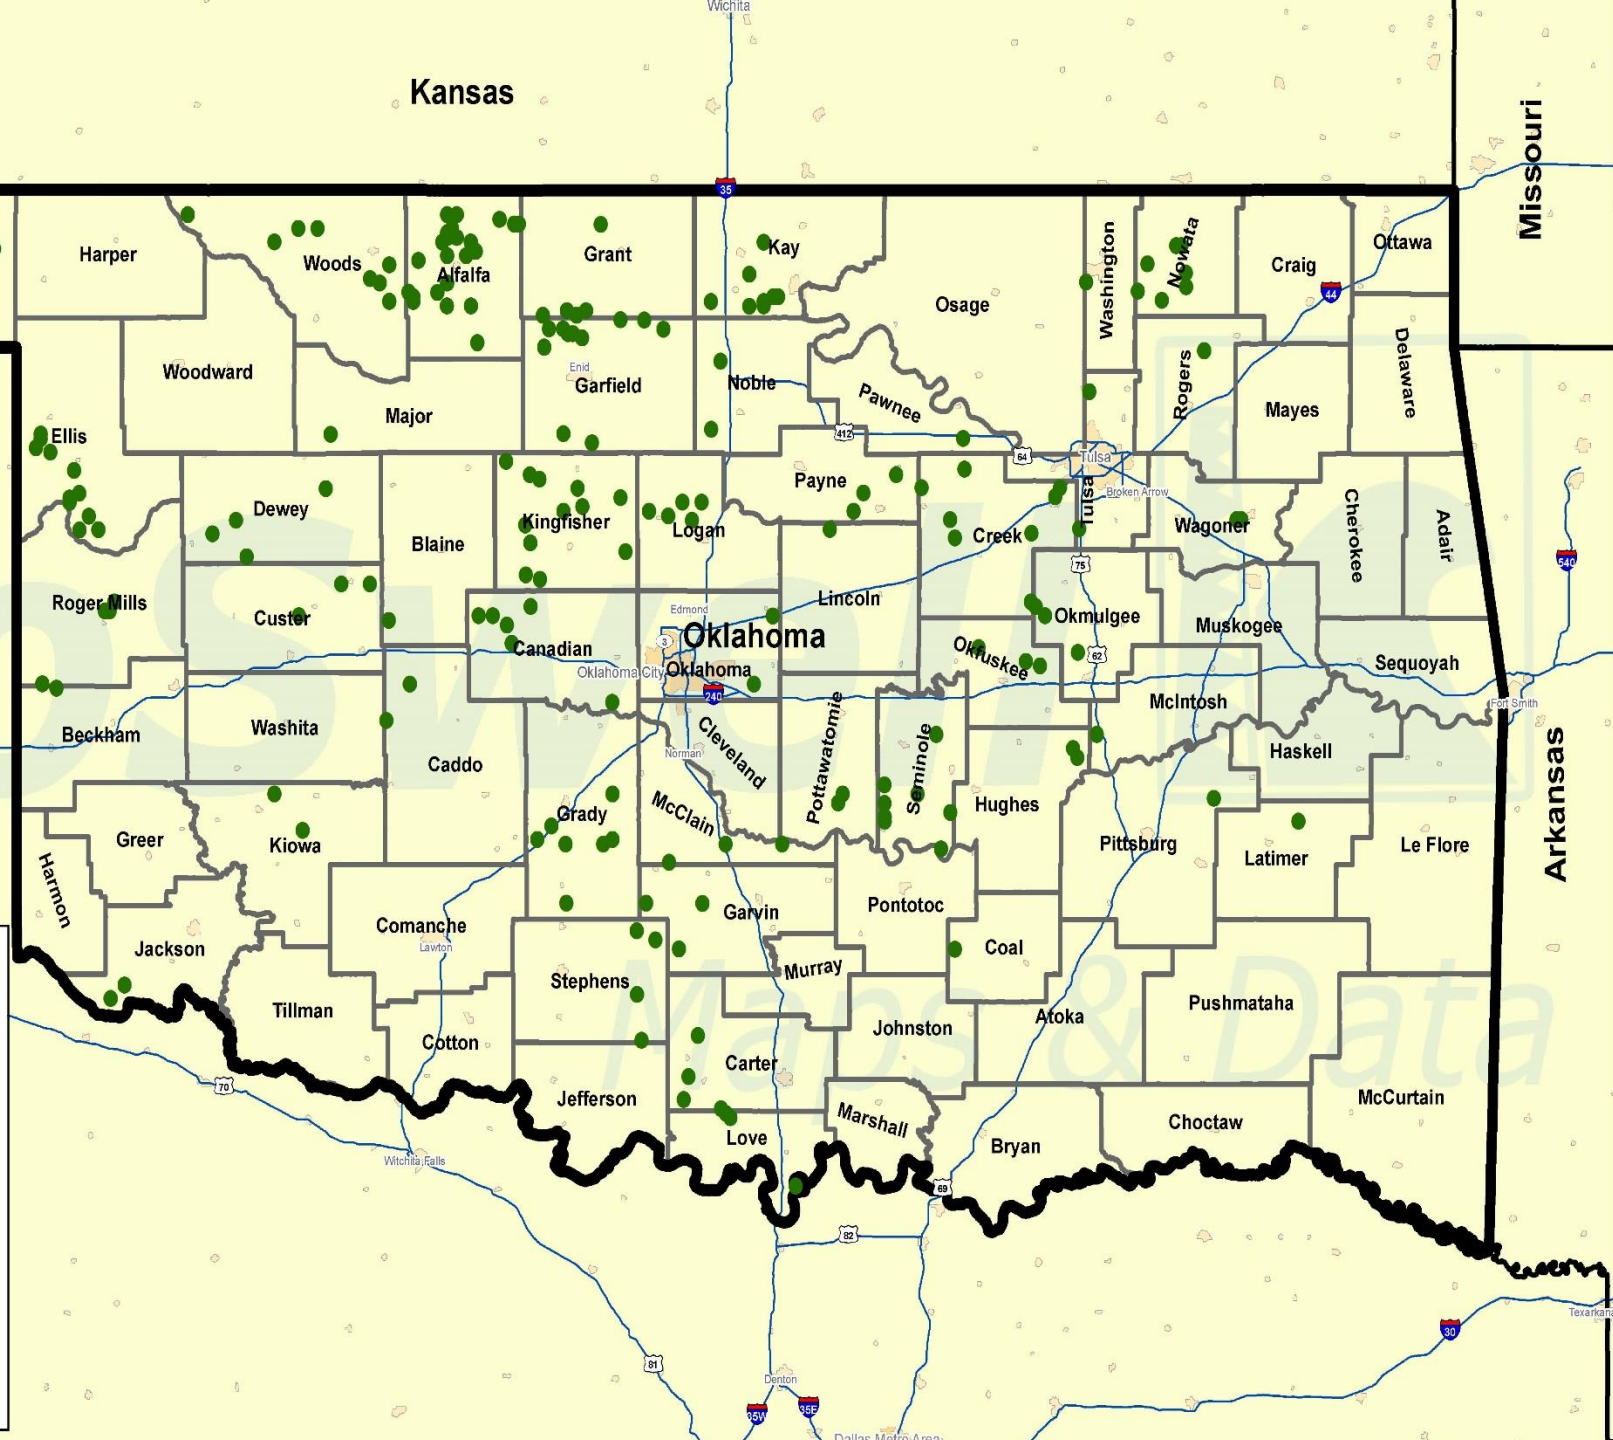 Wichita
Kansas
Missouri
35
Harper
Woods
Alfalfa
Grant
Kay
Osage
Washington
Nowata
Craig
Ottawa
44
Woodward
Major
Enid
Garfield
Noble
Pawnee
Rogers
Mayes
Delaware
Ellis
412
64
Tulsa
Broken Arrow
Dewey
Blaine
Kingfisher
Logan
Payne
Creek
Tulsa
Wagoner
Cherokee
Adair
75
540
Roger Mills
Custer
Canadian
Edmond
3
Oklahoma
Oklahoma City
Oklahoma
240
Lincoln
Okfuskee
Okmulgee
62
Muskogee
Sequoyah
McIntosh
Fort Smith
Beckham
Washita
Caddo
Cleveland
Norman
Pottawatomie
Seminole
Hughes
Haskell
Arkansas
Greer
Harmon
Kiowa
Grady
McClain
Pittsburg
Latimer
Le Flore
Jackson
Comanche
Lawton
Garvin
Pontotoc
Coal
Stephens
Murray
Tillman
Cotton
Johnston
Atoka
Pushmataha
Maps & Data
Carter
Jefferson
Love
Marshall
Bryan
Choctaw
McCurtain
70
Witchita Falls
69
82
30
81
Denton
35W
35E
Dallas Metro Area